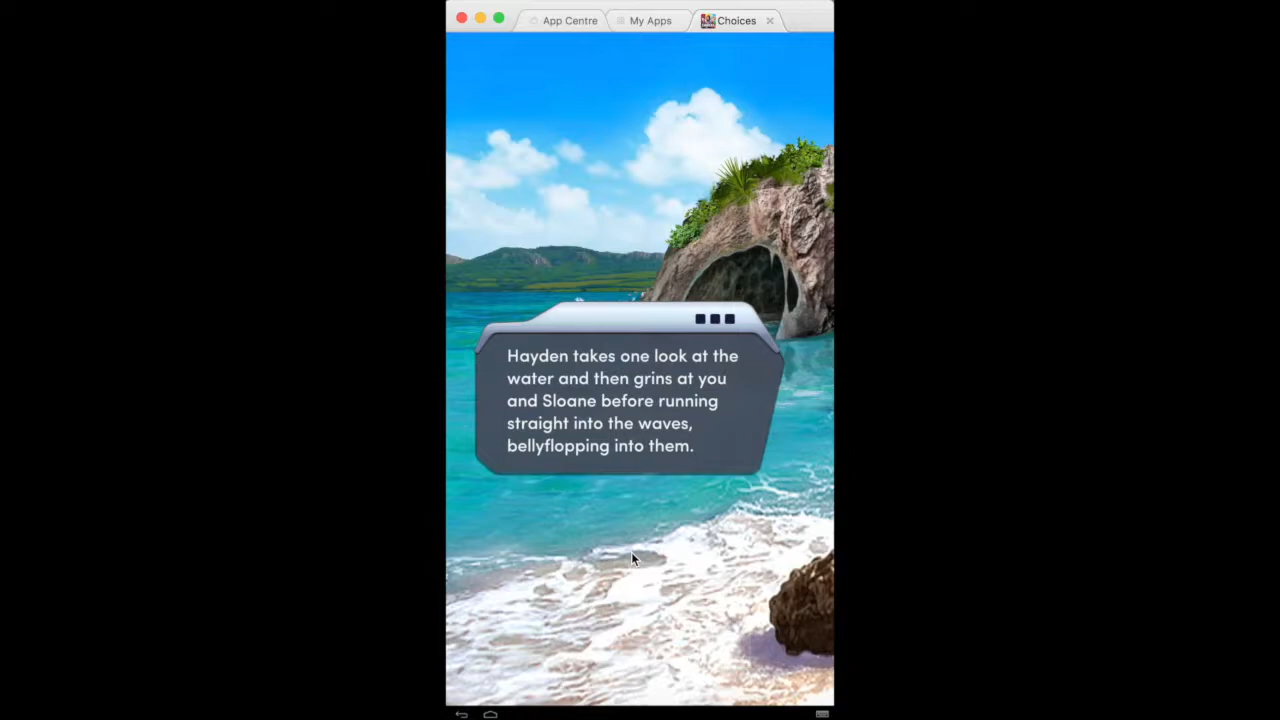 App Centre
My Apps
Choices
Hayden takes one look at the
water and then grins at you
and Sloane before running
straight into the waves,
bellyflopping into them.